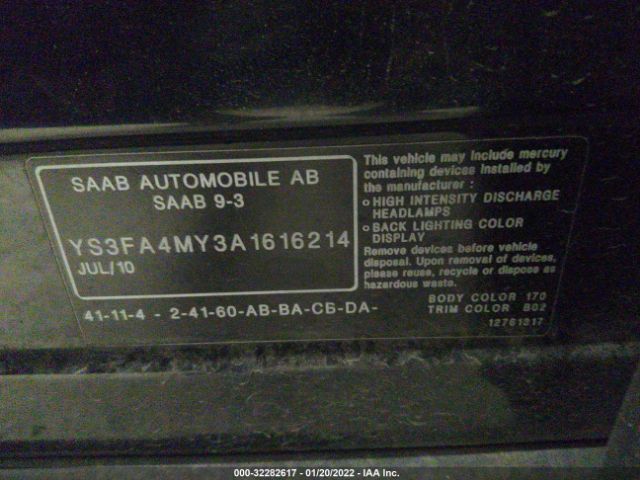 SAAB AUTOMOBILE AB
SAAB 9-3
YS3FA4MY3A1616214
JUL/10
41-11-4 - 2-41-60-AB-BA-CB-DA-
This vehicle may include mercury
containing devices installed by
the manufacturer :
o HIGH INTENSITY DISCHARGE
HEADLAMPS
o BACK LIGHTING COLOR
DISPLAY
Remove devices before vehicle
disposal. Upon removal of devices,
please reuse, recycle or dispose as
hazardous waste.
BODY COLOR 170
TRIM COLOR B02
12761317
000-32282617 - 01/20/2022 - IAA Inc.